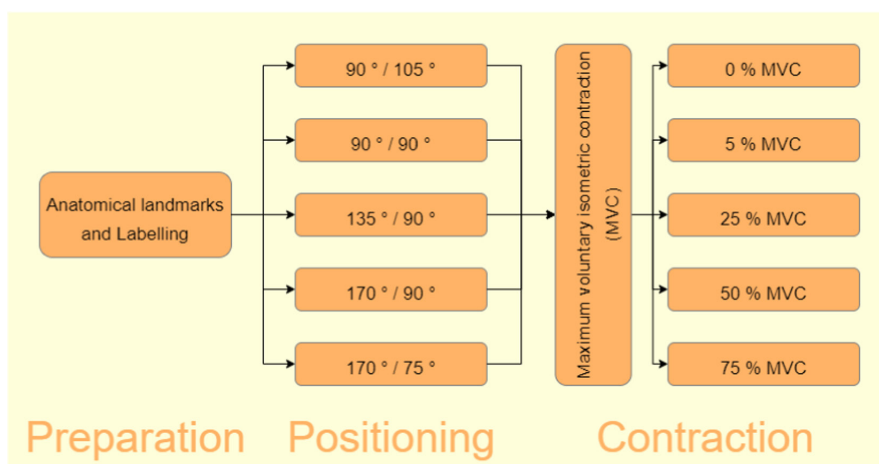 Anatomical landmarks
and Labelling
90 ° / 105 °
90 ° / 90 °
135 ° / 90 °
170 ° / 90 °
170 ° / 75 °
Maximum voluntary isometric contraction
(MVC)
0 % MVC
5 % MVC
25 % MVC
50 % MVC
75 % MVC
Preparation
Positioning
Contraction